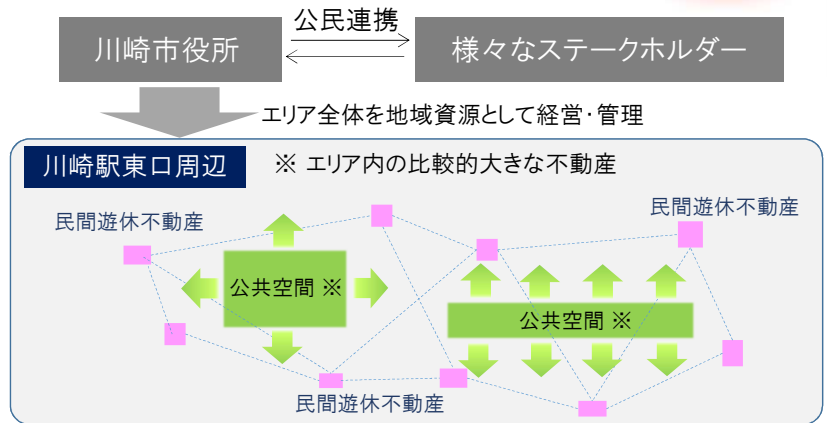 公民連携
川崎市役所
様々なステークホルダー
エリア全体を地域資源として経営・管理
川崎駅東口周辺
※ エリア内の比較的大きな不動産
民間遊休不動産
民間遊休不動産
公共空間 ※
公共空間 ※
民間遊休不動産